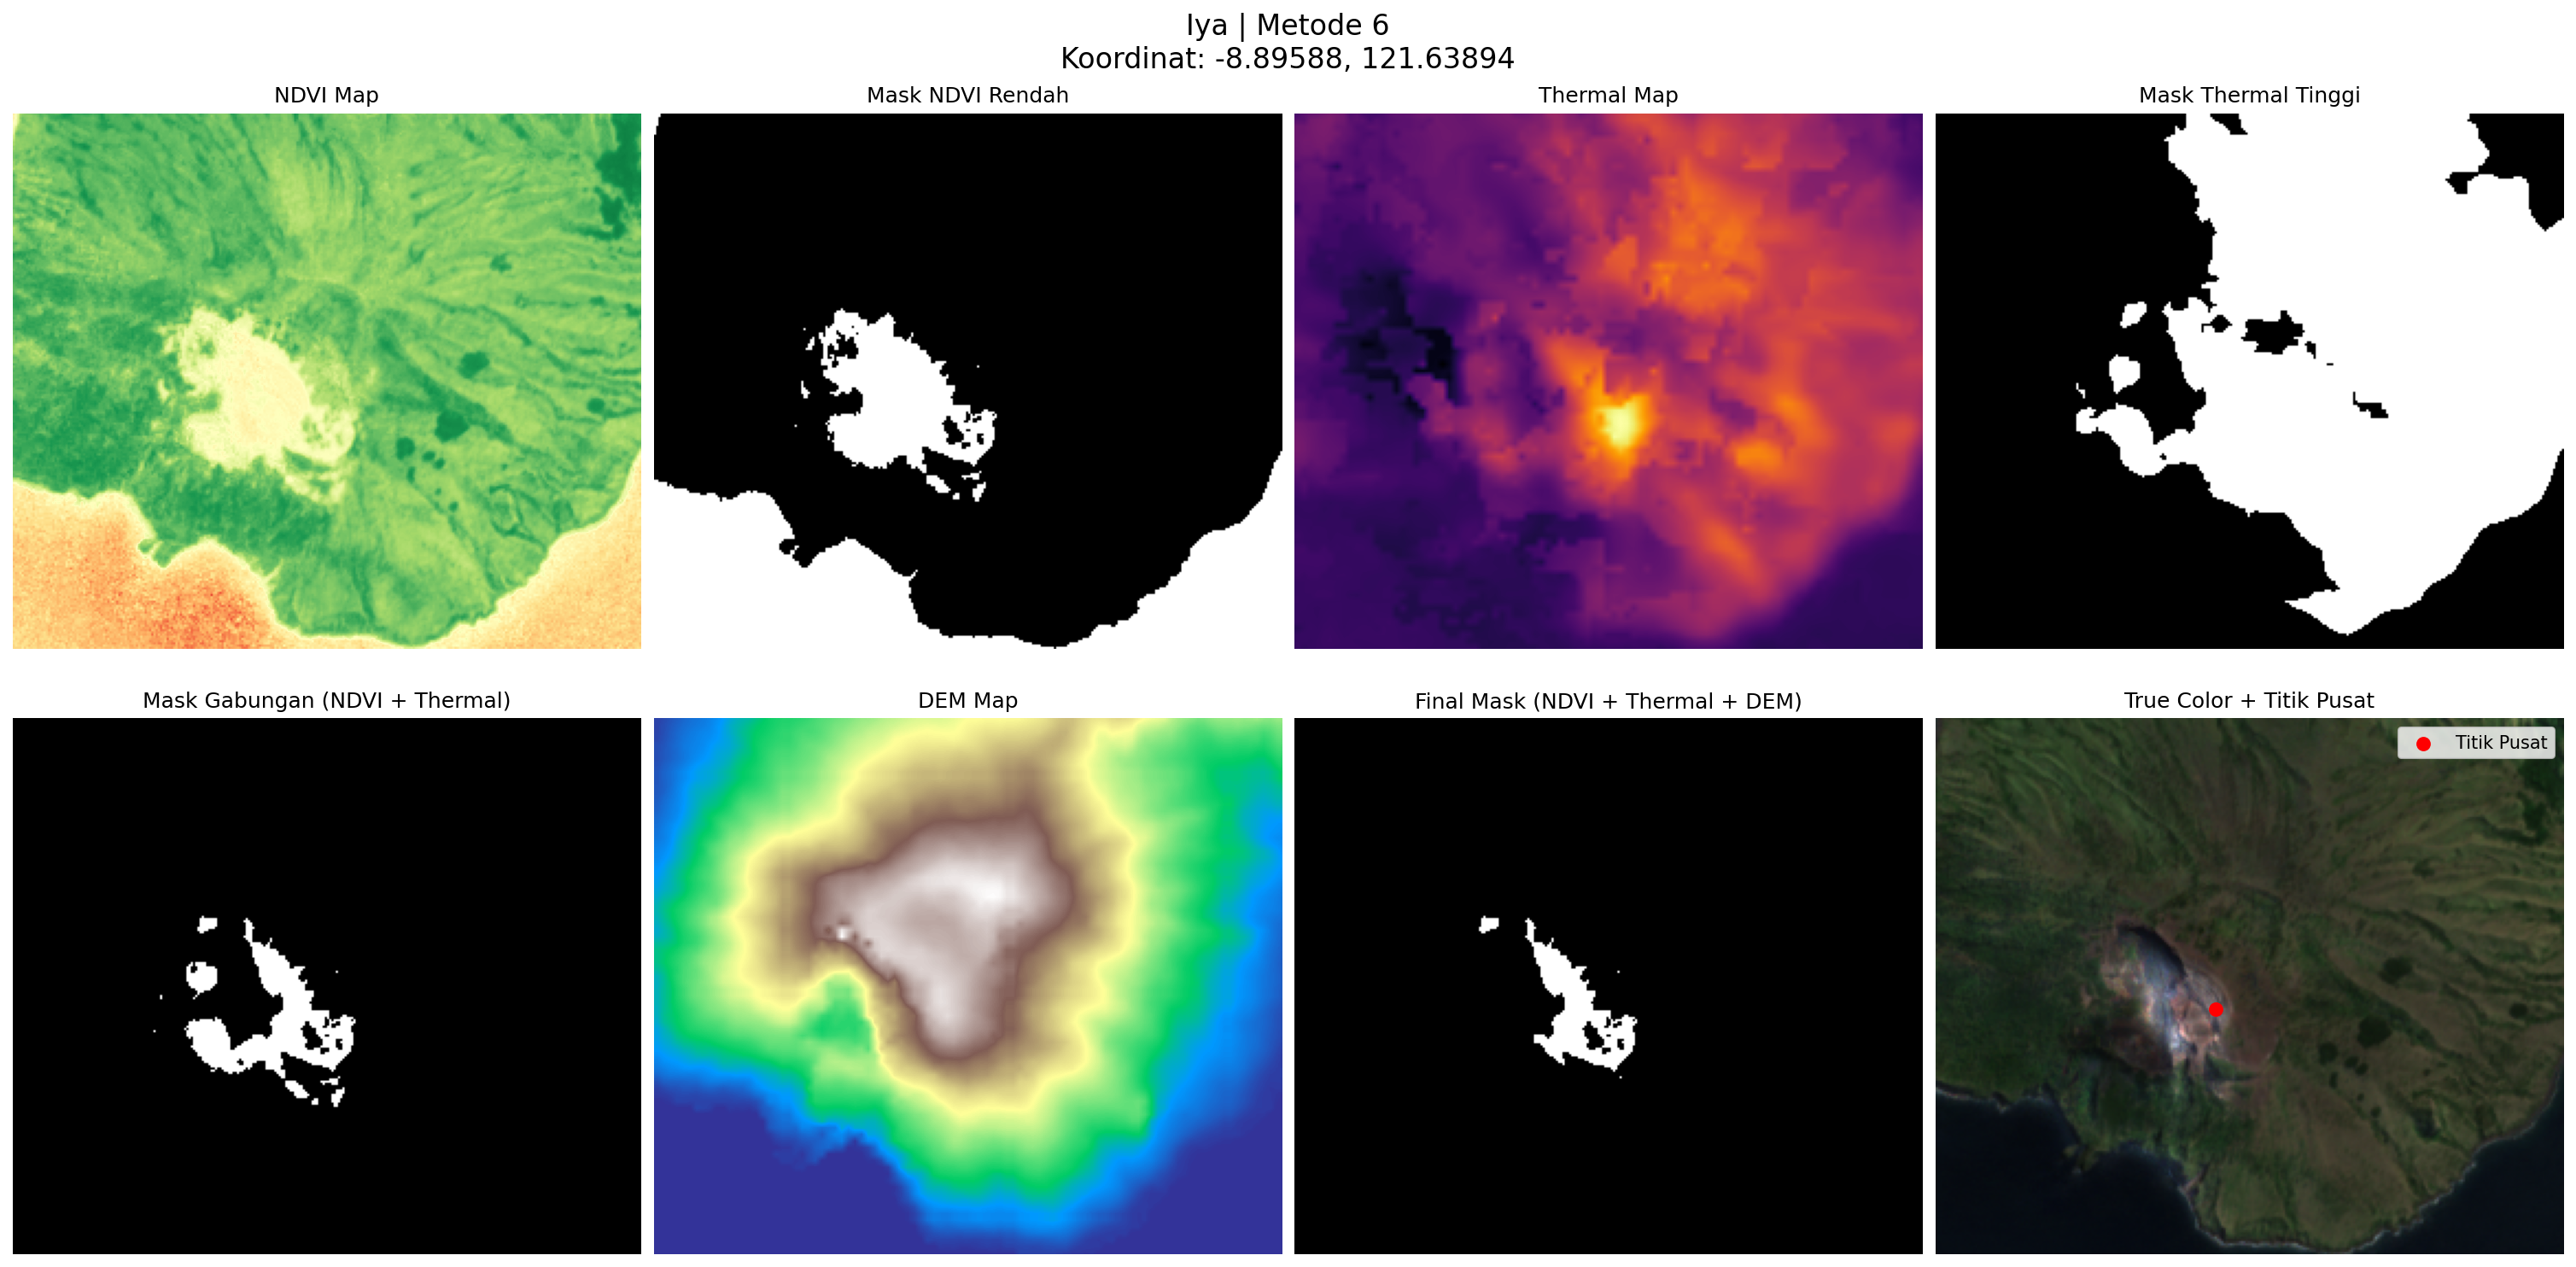 Iya | Metode 6
Koordinat: -8.89588, 121.63894
NDVI Map
Mask NDVI Rendah
Thermal Map
Mask Thermal Tinggi
Mask Gabungan (NDVI + Thermal)
DEM Map
Final Mask (NDVI + Thermal + DEM)
True Color + Titik Pusat
Titik Pusat